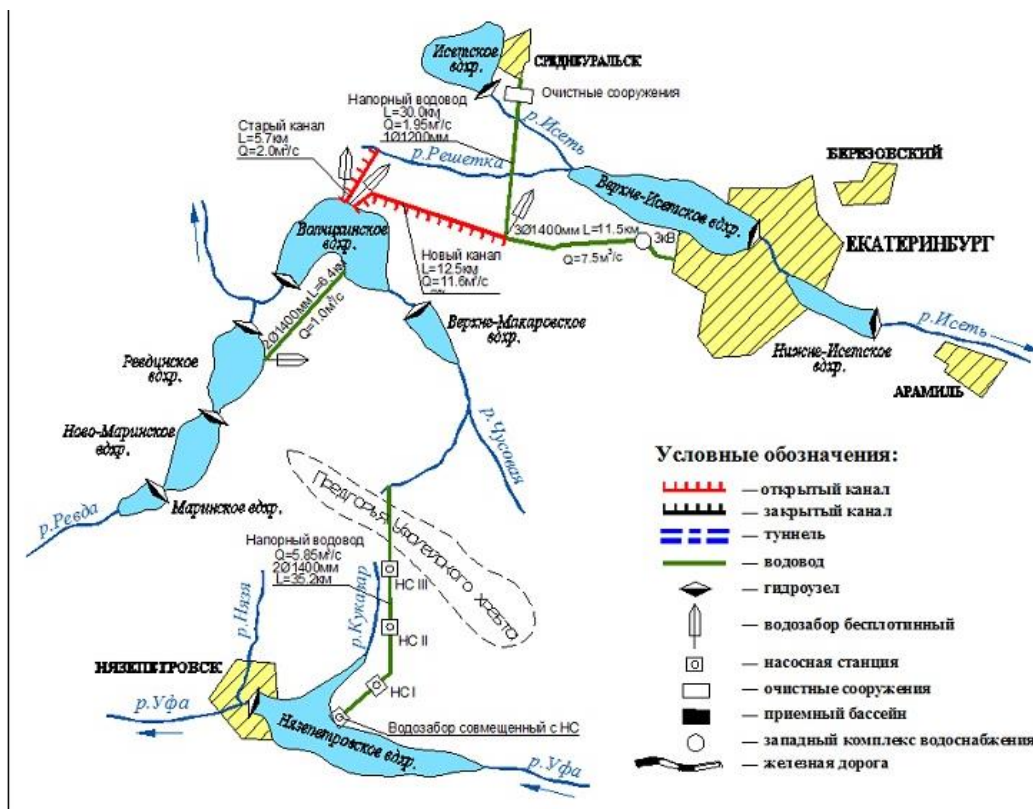 Исетское
вдхр.
СРЕДНЕУРАЛЬСК
Очистные сооружения
Напорный водовод
L=30.0км
Q=1.95м³/с
1Ø1200мм
Старый канал
L=5.7км
Q=2.0м³/с
р.Исеть
р.Решетка
БЕРЕЗОВСКИЙ
Верхне-Исетское вдхр.
Волчихинское
вдхр.
3Ø1400мм L=11.5км
ЗкВ
Q=7.5м³/с
ЕКАТЕРИНБУРГ
Новый канал
L=12.5км
Q=11.6м³/с
2Ø1400мм L=6.4км
Q=1.0м³/с
Верхне-Макаровское
вдхр.
р.Исеть
Нижне-Исетское
вдхр.
Ревдинское
вдхр.
АРАМИЛЬ
Ново-Маринское
вдхр.
р.Чусовая
Маринское вдхр.
р.Ревда
Предгорья Уфалейского хребта
Напорный водовод
Q=5.85м³/с
2Ø1400мм
L=35.2км
НС III
р.Нязя
р.Куказар
НС II
НЯЗЕПЕТРОВСК
НС I
р.Уфа
Водозабор совмещенный с НС
Нязепетровское вдхр.
р.Уфа
Условные обозначения:
— открытый канал
— закрытый канал
— туннель
— водовод
— гидроузел
— водозабор бесплотинный
— насосная станция
— очистные сооружения
— приемный бассейн
— западный комплекс водоснабжения
— железная дорога